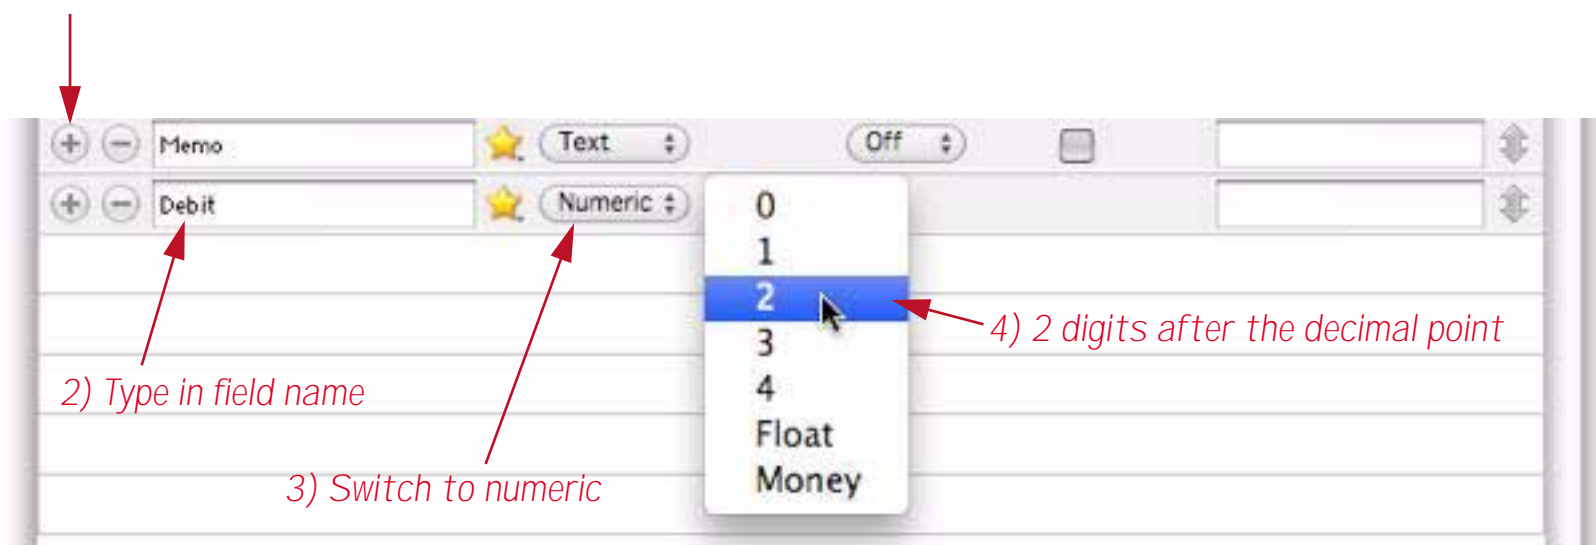 Memo Text Off
Debit Numeric 0
1
2
4) 2 digits after the decimal point
3
2) Type in field name 4
Float
3) Switch to numeric Money